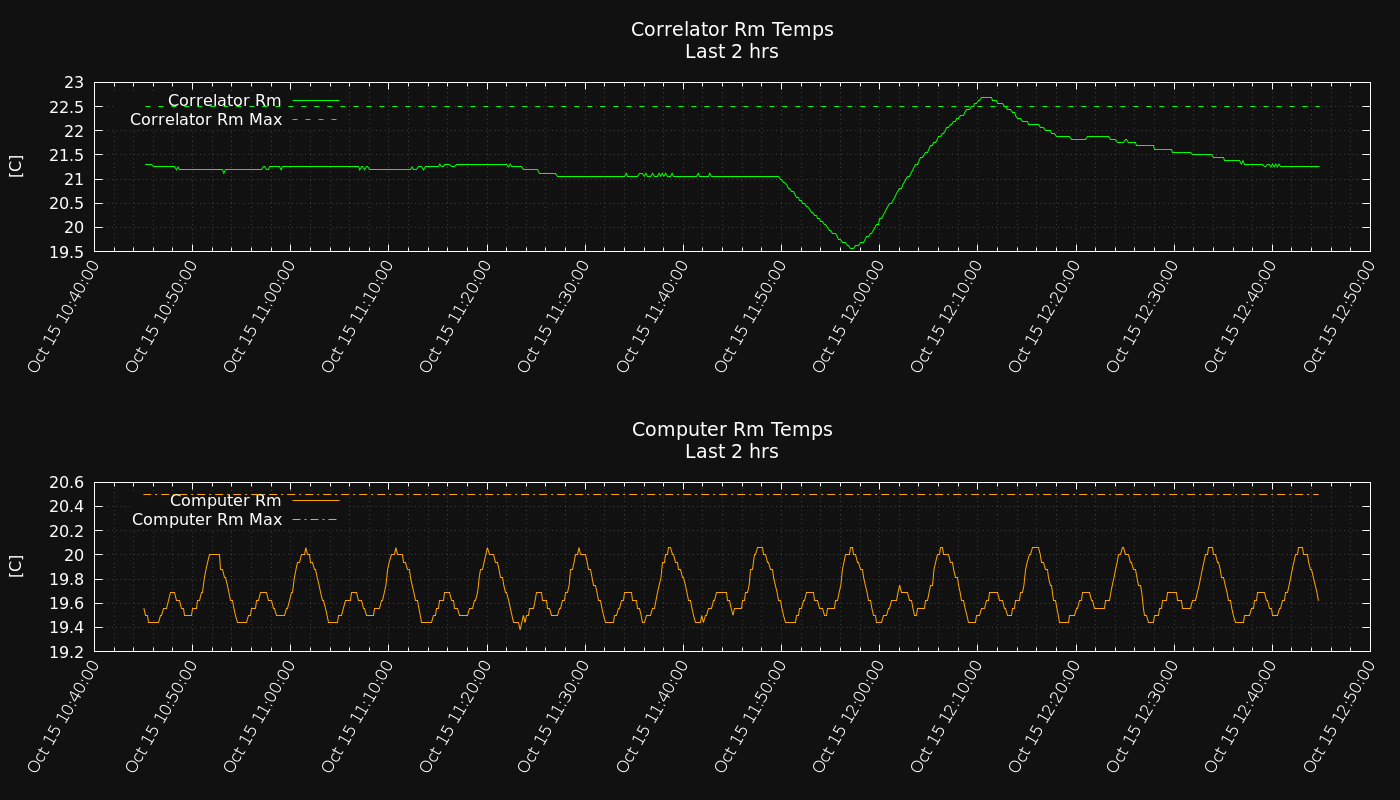 Correlator Rm Temps
Last 2 hrs
23
22.5
22
21.5
21
20.5
20
19.5
[C]
Correlator Rm
Correlator Rm Max
Oct 15 10:40:00
Oct 15 10:50:00
Oct 15 11:00:00
Oct 15 11:10:00
Oct 15 11:20:00
Oct 15 11:30:00
Oct 15 11:40:00
Oct 15 11:50:00
Oct 15 12:00:00
Oct 15 12:10:00
Oct 15 12:20:00
Oct 15 12:30:00
Oct 15 12:40:00
Oct 15 12:50:00
Computer Rm Temps
Last 2 hrs
20.6
20.4
20.2
20
19.8
19.6
19.4
19.2
[C]
Computer Rm
Computer Rm Max
Oct 15 10:40:00
Oct 15 10:50:00
Oct 15 11:00:00
Oct 15 11:10:00
Oct 15 11:20:00
Oct 15 11:30:00
Oct 15 11:40:00
Oct 15 11:50:00
Oct 15 12:00:00
Oct 15 12:10:00
Oct 15 12:20:00
Oct 15 12:30:00
Oct 15 12:40:00
Oct 15 12:50:00